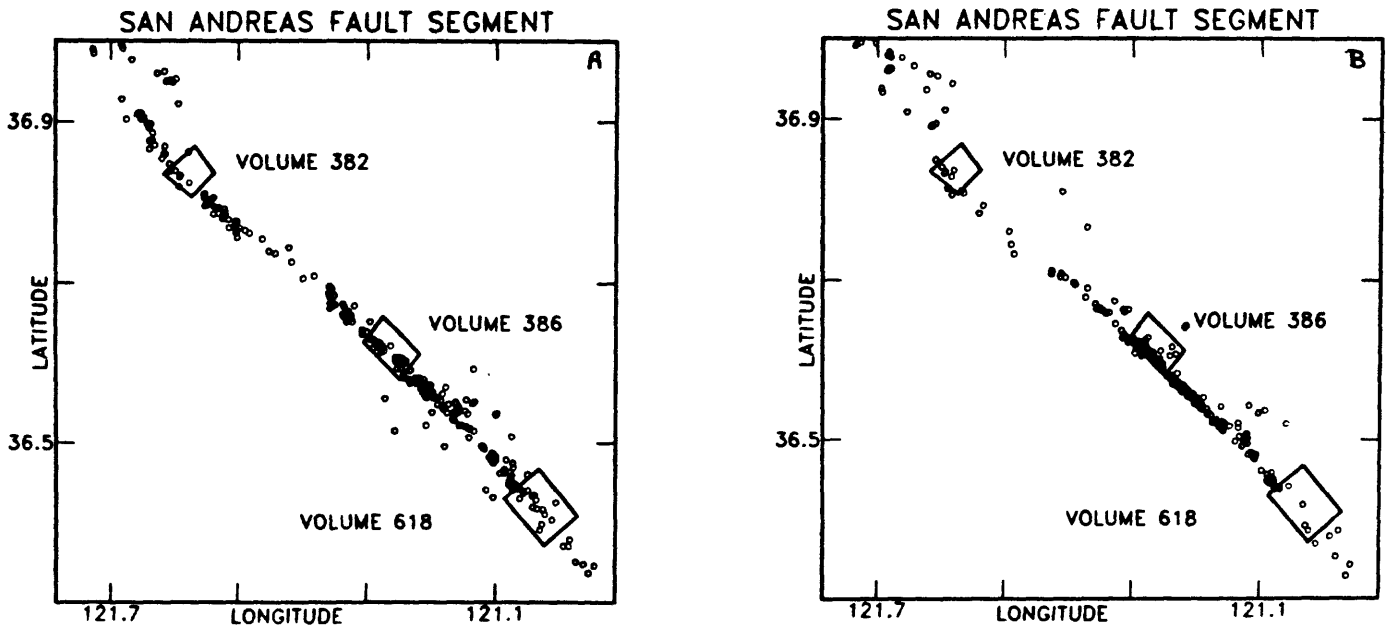 SAN ANDREAS FAULT SEGMENT
A
36.9
VOLUME 382
LATITUDE
VOLUME 386
36.5
VOLUME 618
121.7
LONGITUDE
121.1
SAN ANDREAS FAULT SEGMENT
B
36.9
VOLUME 382
LATITUDE
VOLUME 386
36.5
VOLUME 618
121.7
LONGITUDE
121.1